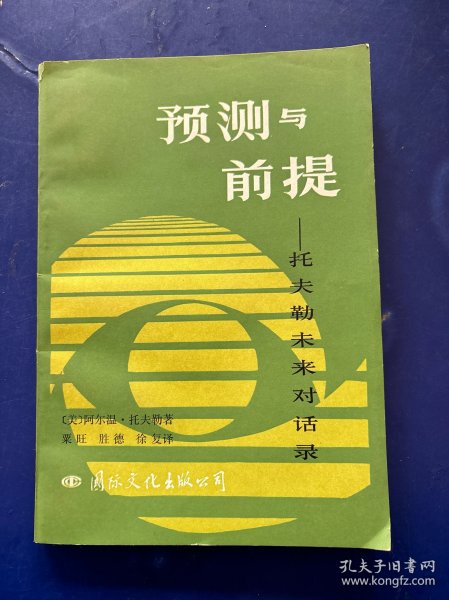 预测与
前提
——托夫勒未来对话录
〔美〕阿尔温·托夫勒著
粟旺 胜德 徐复译
国际文化出版公司
孔夫子旧书网
www.kongfz.com